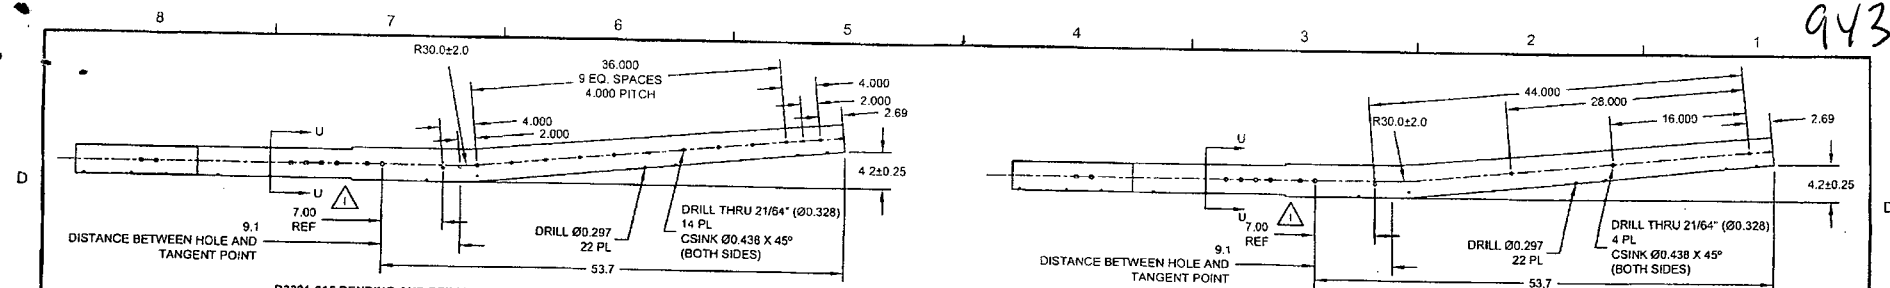 943
8 7 6 5 4 3 2 1
R30.0±2.0
36.000
9 EQ. SPACES
4.000 PITCH
4.000
2.000
2.69
4.000
2.000
U
U
1
D
4.2±0.25
7.00
REF
9.1
DISTANCE BETWEEN HOLE AND
TANGENT POINT
DRILL Ø0.297
22 PL
DRILL THRU 21/64" (Ø0.328)
14 PL
CSINK Ø0.438 X 45°
(BOTH SIDES)
53.7
44.000
28.000
16.000
R30.0±2.0
2.69
U
U
1
4.2±0.25
7.00
REF
9.1
DISTANCE BETWEEN HOLE AND
TANGENT POINT
DRILL Ø0.297
22 PL
DRILL THRU 21/64" (Ø0.328)
4 PL
CSINK Ø0.438 X 45°
(BOTH SIDES)
53.7